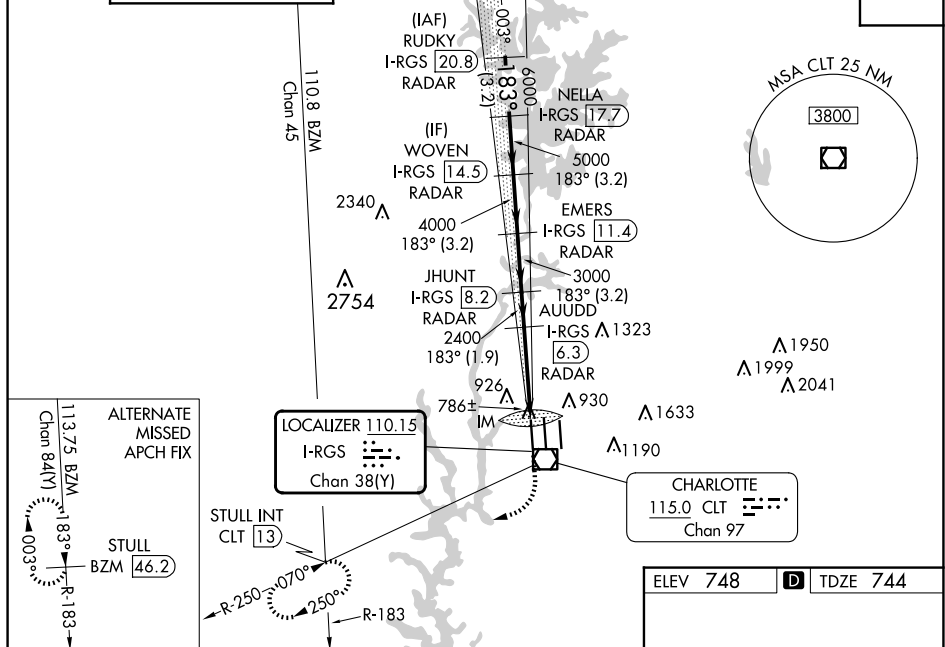 (IAF)
RUDKY
I-RGS 20.8
RADAR
003°
183°
(3.2)
6000
NELLA
I-RGS 17.7
RADAR
5000
183° (3.2)
MSA CLT 25 NM
3800
110.8 BZM
Chan 45
(IF)
WOVEN
I-RGS 14.5
RADAR
2340
4000
183° (3.2)
EMERS
I-RGS 11.4
RADAR
3000
183° (3.2)
2754
JHUNT
I-RGS 8.2
RADAR
2400
183° (1.9)
AUUDD
I-RGS
6.3
RADAR
1323
1950
1999
2041
926
786±
IM
930
1633
1190
LOCALIZER 110.15
I-RGS
Chan 38(Y)
CHARLOTTE
115.0 CLT
Chan 97
ALTERNATE
MISSED
APCH FIX
113.75 BZM
Chan 84(Y)
183°
003°
STULL
BZM 46.2
R-183
STULL INT
CLT 13
R-250
070°
250°
R-183
ELEV 748 D TDZE 744